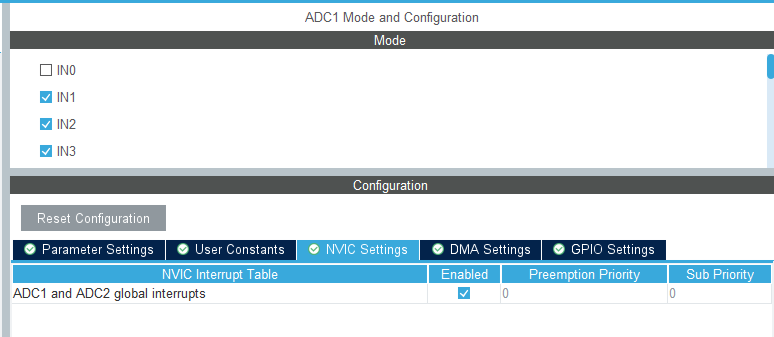 ADC1 Mode and Configuration
Mode
IN0
IN1
IN2
IN3
Configuration
Reset Configuration
Parameter Settings User Constants NVIC Settings DMA Settings GPIO Settings
NVIC Interrupt Table Enabled Preemption Priority Sub Priority
ADC1 and ADC2 global interrupts 0 0